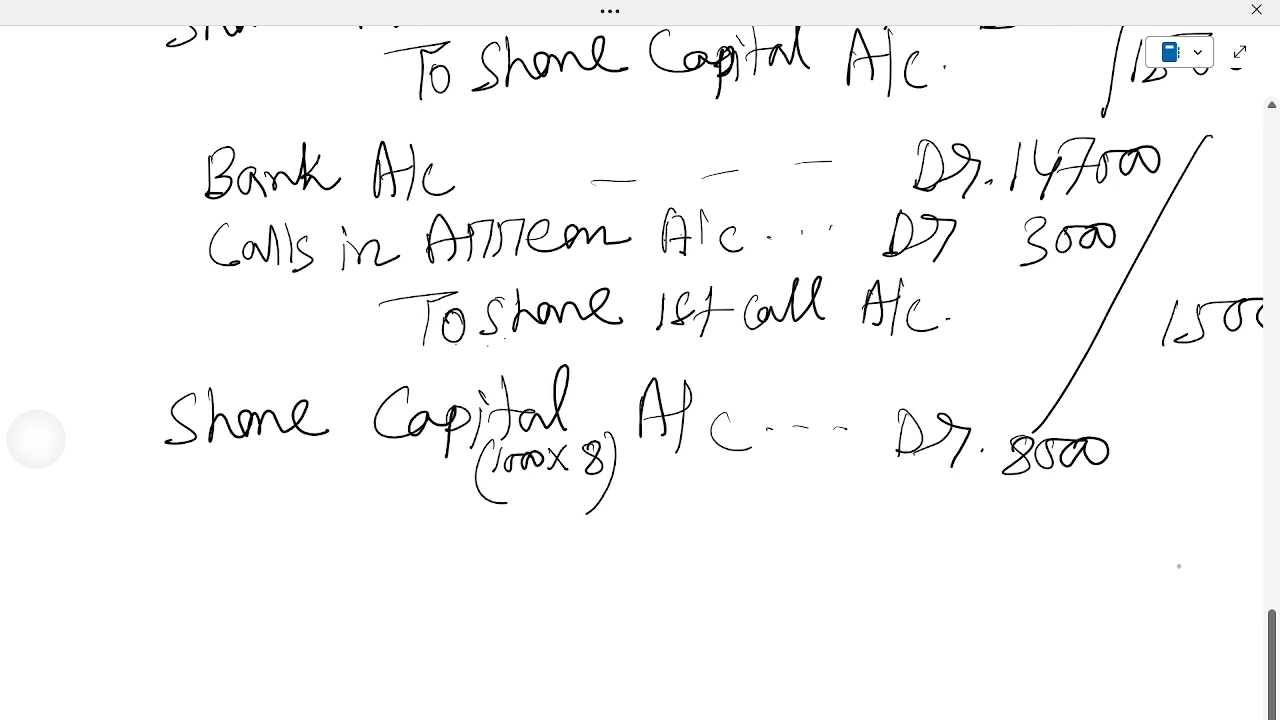 To Share Capital A/c.
Bank A/c — — — Dr. 147000
Calls in Arrear A/c ... Dr 3000
To Share 1st call A/c.
Share Capital A/c .--- Dr. 8000
(1000 x 8)